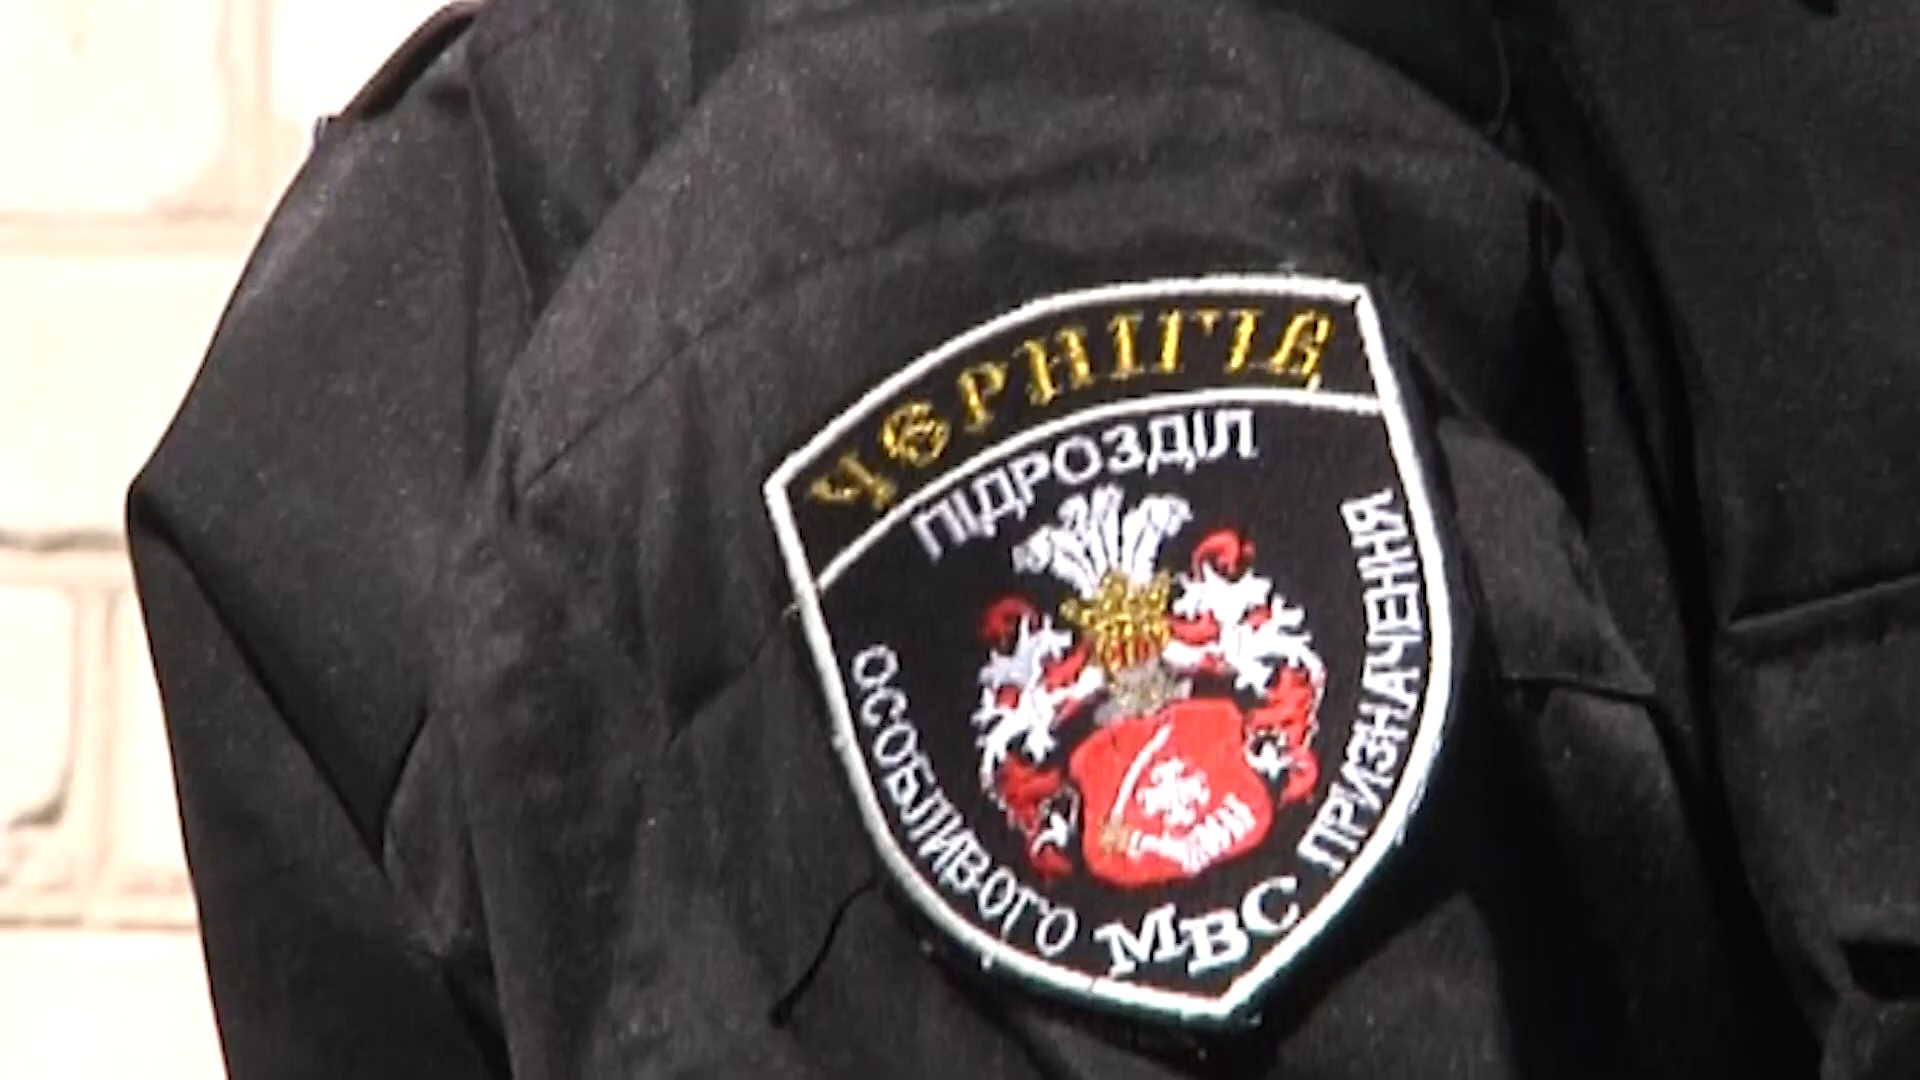 ЧЕРНІГІВ
ПІДРОЗДІЛ
ОСОБЛИВОГО
ПРИЗНАЧЕННЯ
МВС